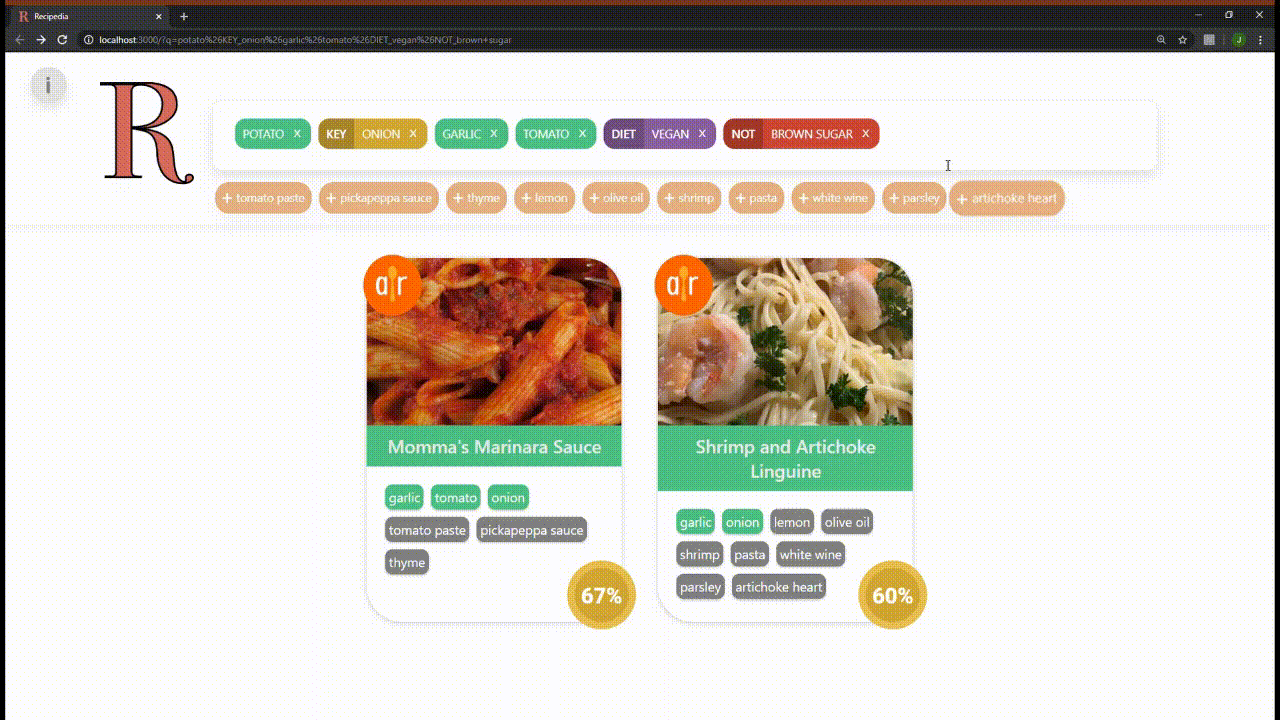 Recipedia
localhost:3000/?q=potato%26KEY_onion%26garlic%26tomato%26DIET_vegan%26NOT_brown+sugar
J
i
R
POTATO X KEY ONION X GARLIC X TOMATO X DIET VEGAN X NOT BROWN SUGAR X
+ tomato paste + pickapeppa sauce + thyme + lemon + olive oil + shrimp + pasta + white wine + parsley + artichoke heart
ar
Momma's Marinara Sauce
garlic tomato onion
tomato paste pickapeppa sauce
thyme
67%
ar
Shrimp and Artichoke
Linguine
garlic onion lemon olive oil
shrimp pasta white wine
parsley artichoke heart
60%